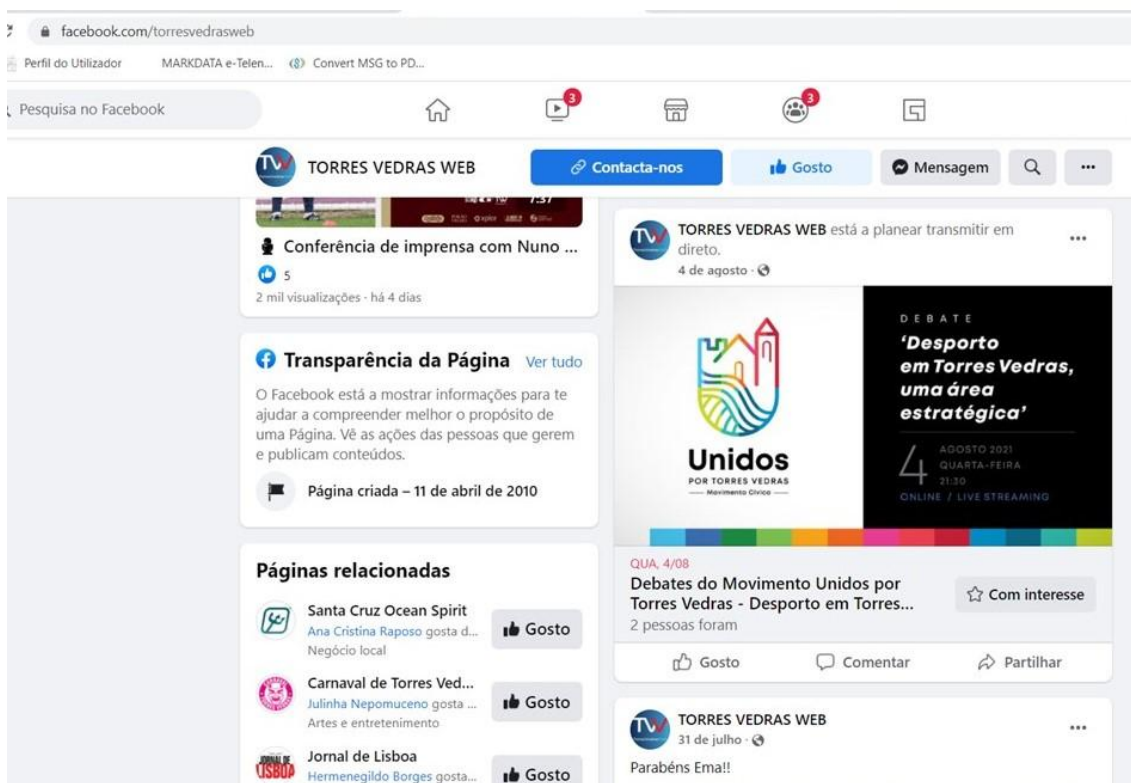 facebook.com/torresvedrasweb
Perfil do Utilizador
MARKDATA e-Telen...
Convert MSG to PD...
Pesquisa no Facebook
3
3
TW
TORRES VEDRAS WEB
Contacta-nos
Gosto
Mensagem
7:37
Conferência de imprensa com Nuno ...
5
2 mil visualizações · há 4 dias
Transparência da Página
Ver tudo
O Facebook está a mostrar informações para te
ajudar a compreender melhor o propósito de
uma Página. Vê as ações das pessoas que gerem
e publicam conteúdos.
Página criada – 11 de abril de 2010
Páginas relacionadas
Santa Cruz Ocean Spirit
Ana Cristina Raposo gosta d...
Negócio local
Gosto
Carnaval de Torres Ved...
Julinha Nepomuceno gosta ...
Artes e entretenimento
Gosto
JORNAL DE
LISBOA
Jornal de Lisboa
Hermenegildo Borges gosta...
Gosto
TW
TORRES VEDRAS WEB está a planear transmitir em
direto.
4 de agosto
Unidos
POR TORRES VEDRAS
Movimento Cívico
DEBATE
‘Desporto
em Torres Vedras,
uma área
estratégica’
4
AGOSTO 2021
QUARTA-FEIRA
21:30
ONLINE / LIVE STREAMING
QUA, 4/08
Debates do Movimento Unidos por
Torres Vedras - Desporto em Torres...
2 pessoas foram
Com interesse
Gosto
Comentar
Partilhar
TW
TORRES VEDRAS WEB
31 de julho
Parabéns Ema!!